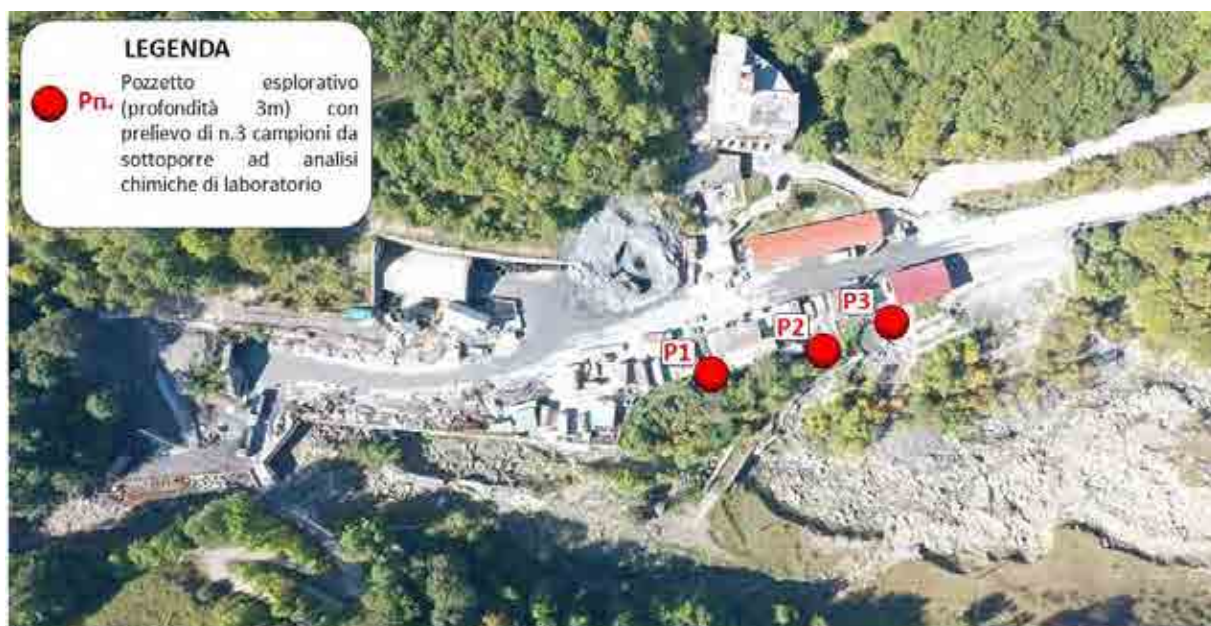 LEGENDA
Pn.
Pozzetto esplorativo
(profondità 3m) con
prelievo di n.3 campioni da
sottoporre ad analisi
chimiche di laboratorio
P1
P2
P3